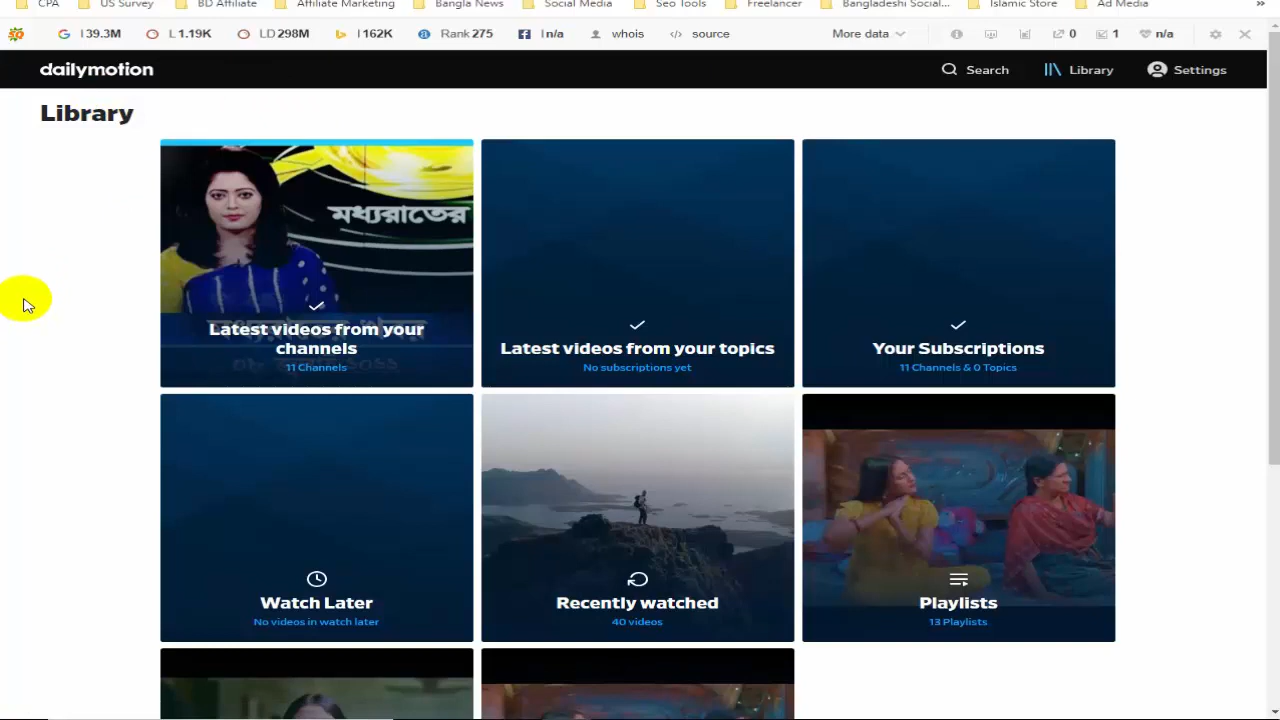 CPA US Survey BD Affiliate Affiliate Marketing Bangla News Social Media Seo Tools Freelancer Bangladeshi Social... Islamic Store Ad Media »
I 39.3M L 1.19K LD 298M I 162K Rank 275 I n/a whois source More data 0 1 n/a
dailymotion Search Library Settings
Library
মধ্যরাতের
Latest videos from your
channels
11 Channels
Latest videos from your topics
No subscriptions yet
Your Subscriptions
11 Channels & 0 Topics
Watch Later
No videos in watch later
Recently watched
40 videos
Playlists
13 Playlists